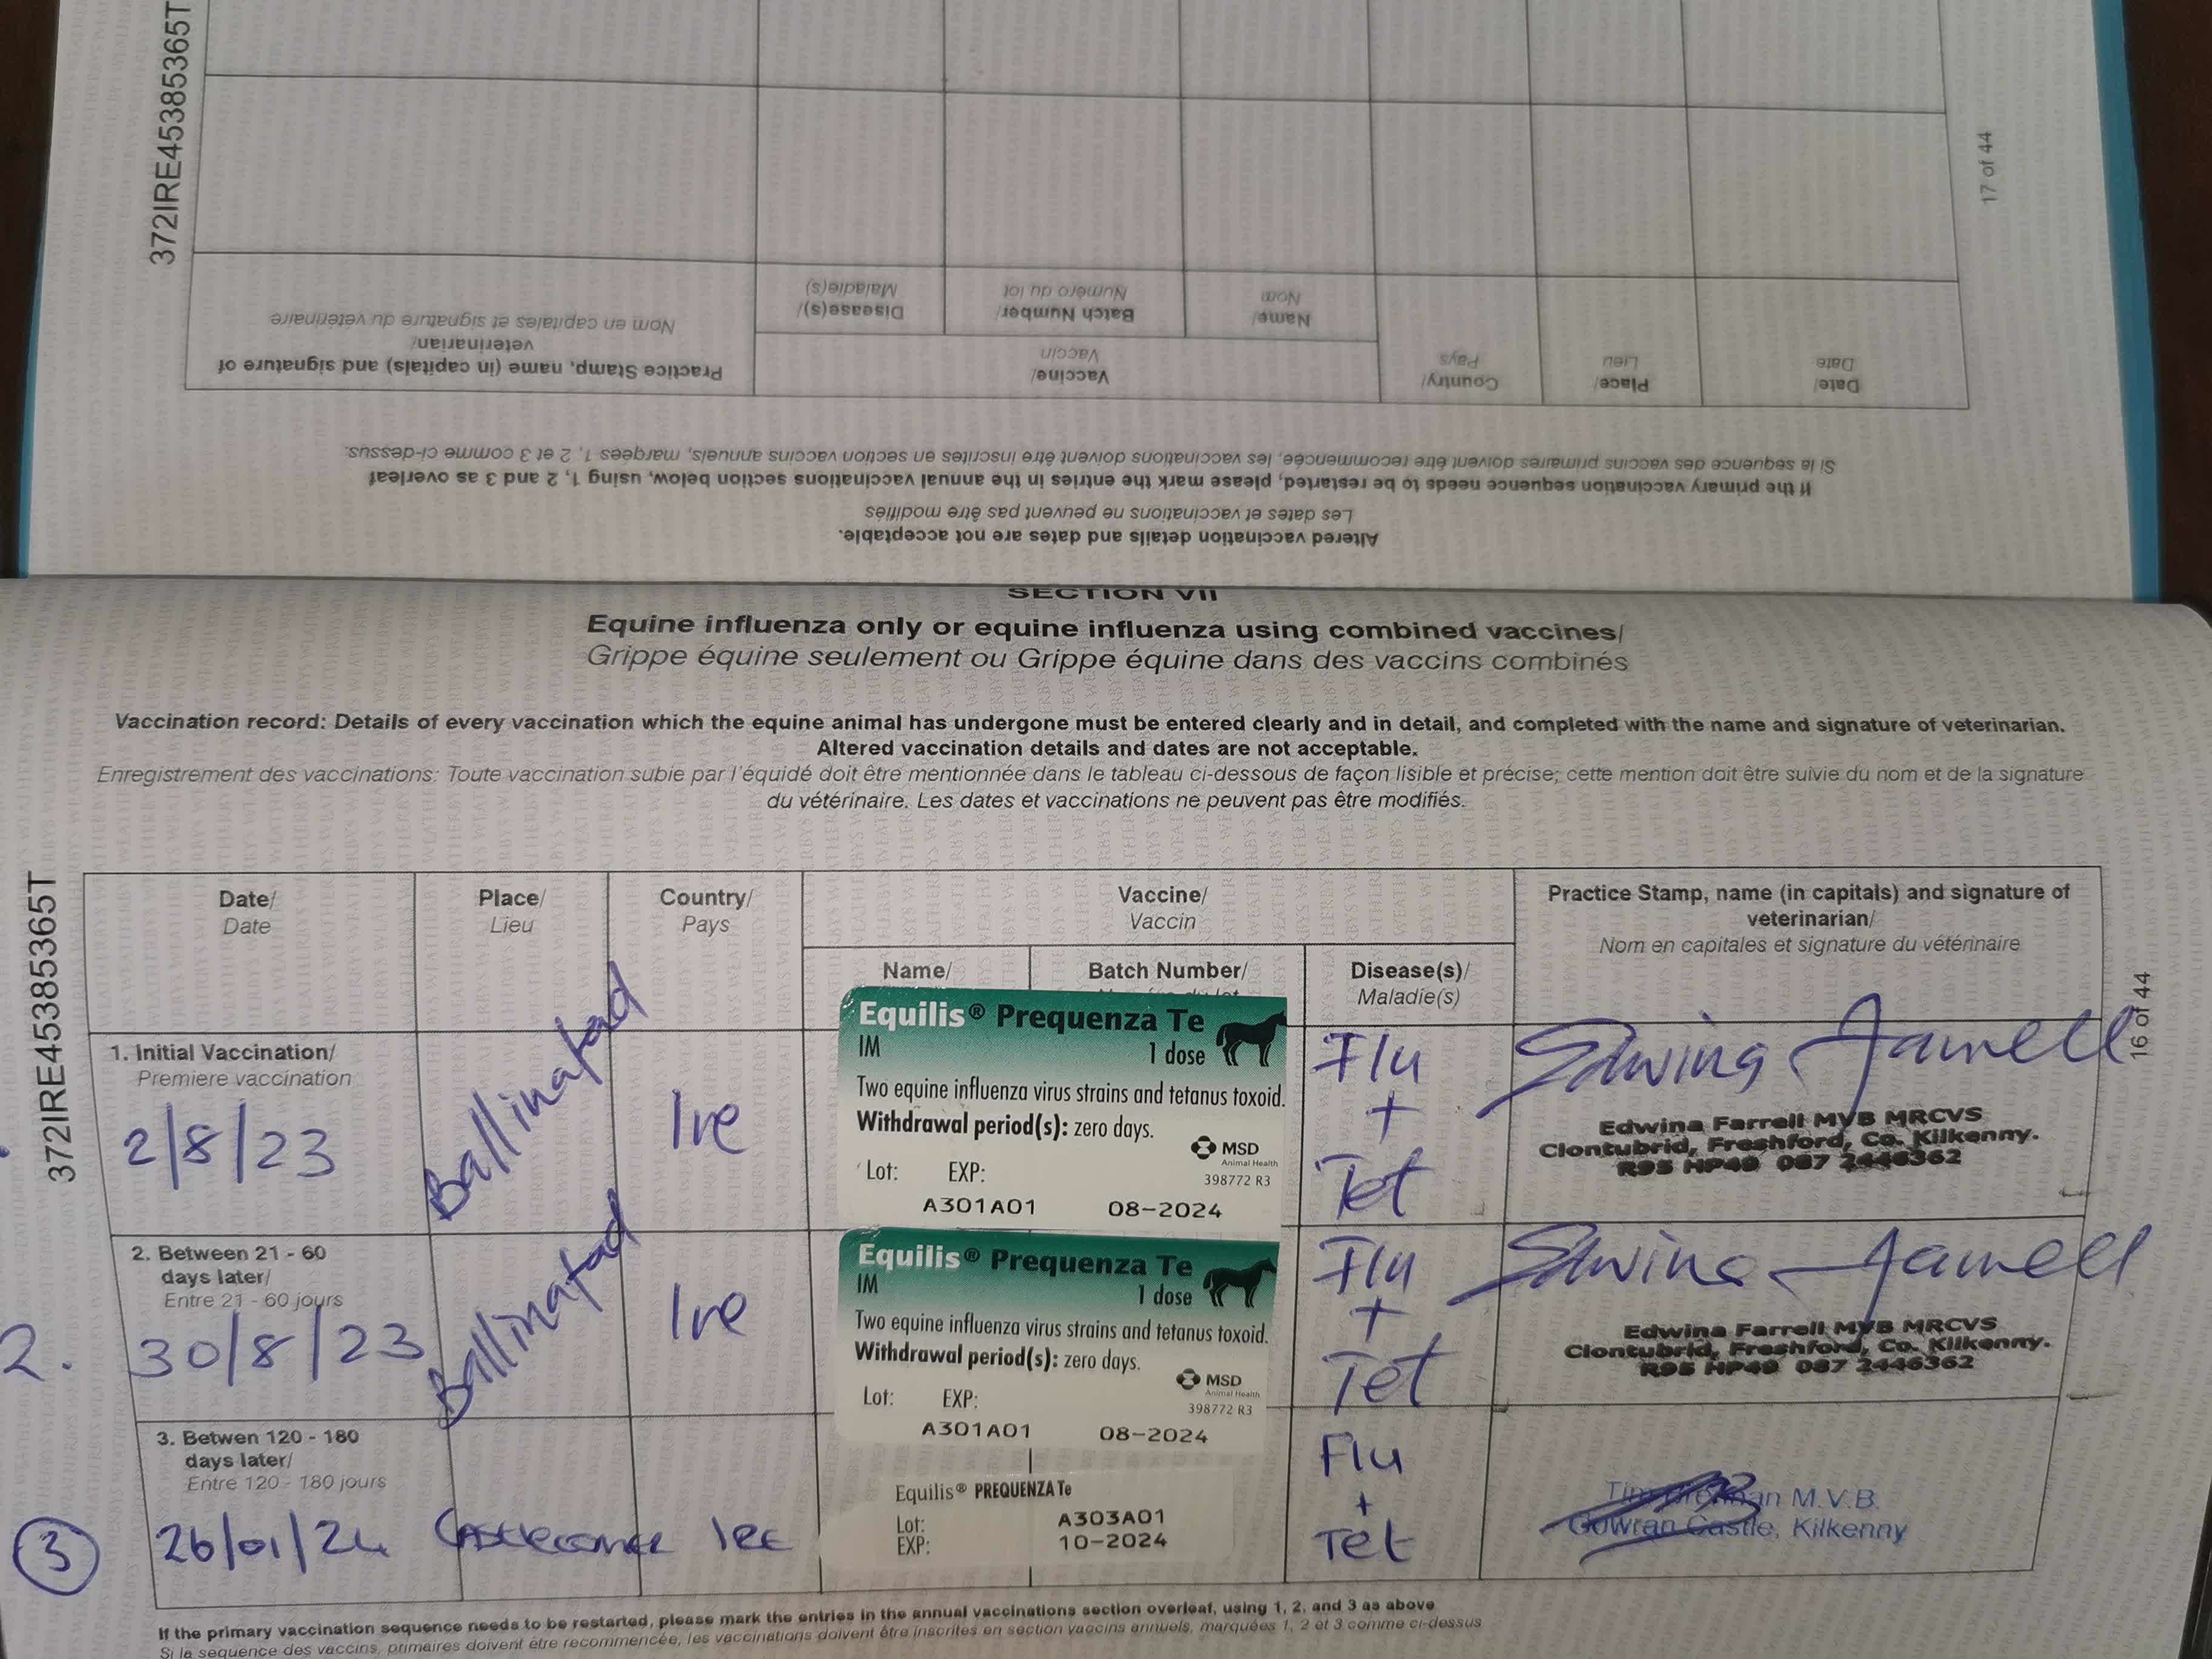 372IRE45385365T
17 of 44
Altered vaccination details and dates are not acceptable.
Les dates et vaccinations ne peuvent pas être modifiés
If the primary vaccination sequence needs to be restarted, please mark the entries in the annual vaccinations section below, using 1, 2 and 3 as overleaf
Si la séquence des vaccins primaires doivent être recommencée, les vaccinations doivent être inscrites en section vaccins annuels, marqées 1, 2 et 3 comme ci-dessus.
Date/
Date
Place/
Lieu
Country/
Pays
Vaccine/
Vaccin
Name/
Nom
Batch Number/
Numéro du lot
Disease(s)/
Maladie(s)
Practice Stamp, name (in capitals) and signature of
veterinarian/
Nom en capitales et signature du vétérinaire
SECTION VII
Equine influenza only or equine influenza using combined vaccines/
Grippe équine seulement ou Grippe équine dans des vaccins combinés
Vaccination record: Details of every vaccination which the equine animal has undergone must be entered clearly and in detail, and completed with the name and signature of veterinarian.
Altered vaccination details and dates are not acceptable.
Enregistrement des vaccinations: Toute vaccination subie par l'équidé doit être mentionnée dans le tableau ci-dessous de façon lisible et précise; cette mention doit être suivie du nom et de la signature
du vétérinaire. Les dates et vaccinations ne peuvent pas être modifiés.
372IRE45385365T
16 of 44
Date/
Date
Place/
Lieu
Country/
Pays
Vaccine/
Vaccin
Name/
Batch Number/
Disease(s)/
Maladie(s)
Practice Stamp, name (in capitals) and signature of
veterinarian/
Nom en capitales et signature du vétérinaire
1. Initial Vaccination/
Premiere vaccination
2/8/23
Ballinafad
Ire
Equilis® Prequenza Te
IM
1 dose
Two equine influenza virus strains and tetanus toxoid.
Withdrawal period(s): zero days.
MSD
Animal Health
398772 R3
Lot: EXP:
A301A01 08-2024
Flu
+
Tet
Edwina Farrell
Edwina Farrell MVB MRCVS
Clontubrid, Freshford, Co. Kilkenny.
R95 HP49 087 2446362
2. Between 21 - 60
days later/
Entre 21 - 60 jours
2.
30/8/23
Ballinafad
Ire
Equilis® Prequenza Te
IM
1 dose
Two equine influenza virus strains and tetanus toxoid.
Withdrawal period(s): zero days.
MSD
Animal Health
398772 R3
Lot: EXP:
A301A01 08-2024
Flu
+
Tet
Edwina Farrell
Edwina Farrell MVB MRCVS
Clontubrid, Freshford, Co. Kilkenny.
R95 HP49 087 2446362
3. Betwen 120 - 180
days later/
Entre 120 - 180 jours
3
26/01/24
Castlecomer
IRE
Equilis® PREQUENZA Te
Lot: A303A01
EXP: 10-2024
Flu
+
Tet
M.V.B.
Gowran Castle, Kilkenny
If the primary vaccination sequence needs to be restarted, please mark the entries in the annual vaccinations section overleaf, using 1, 2, and 3 as above
Si la sequence des vaccins, primaires doivent être recommencée, les vaccinations doivent être inscrites en section vaccins annuels, marquées 1, 2 et 3 comme ci-dessus